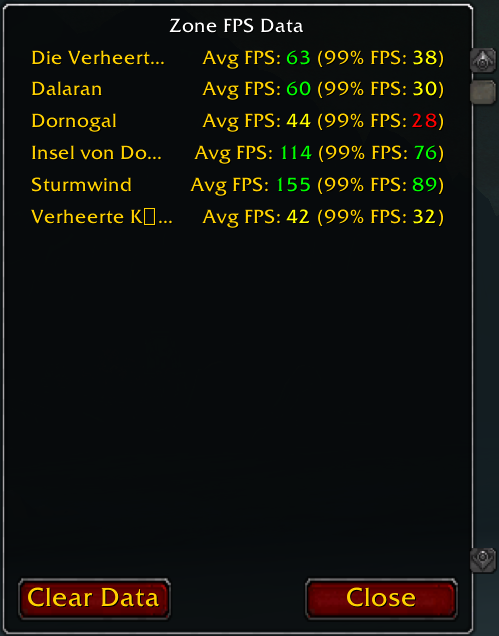 Zone FPS Data
Die Verheert... Avg FPS: 63 (99% FPS: 38)
Dalaran Avg FPS: 60 (99% FPS: 30)
Dornogal Avg FPS: 44 (99% FPS: 28)
Insel von Do... Avg FPS: 114 (99% FPS: 76)
Sturmwind Avg FPS: 155 (99% FPS: 89)
Verheerte K▯... Avg FPS: 42 (99% FPS: 32)
Clear Data Close